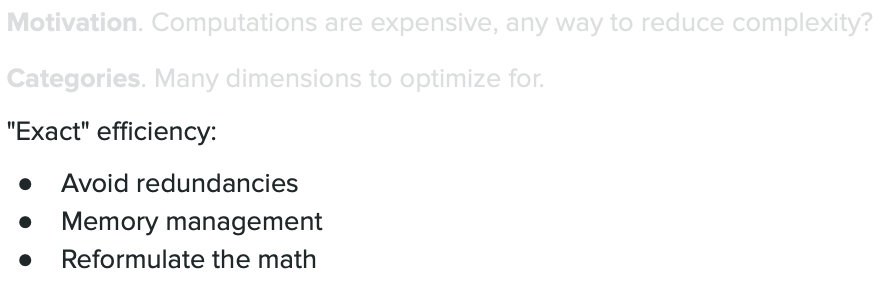 Motivation. Computations are expensive, any way to reduce complexity?
Categories. Many dimensions to optimize for.
"Exact" efficiency:
● Avoid redundancies
● Memory management
● Reformulate the math